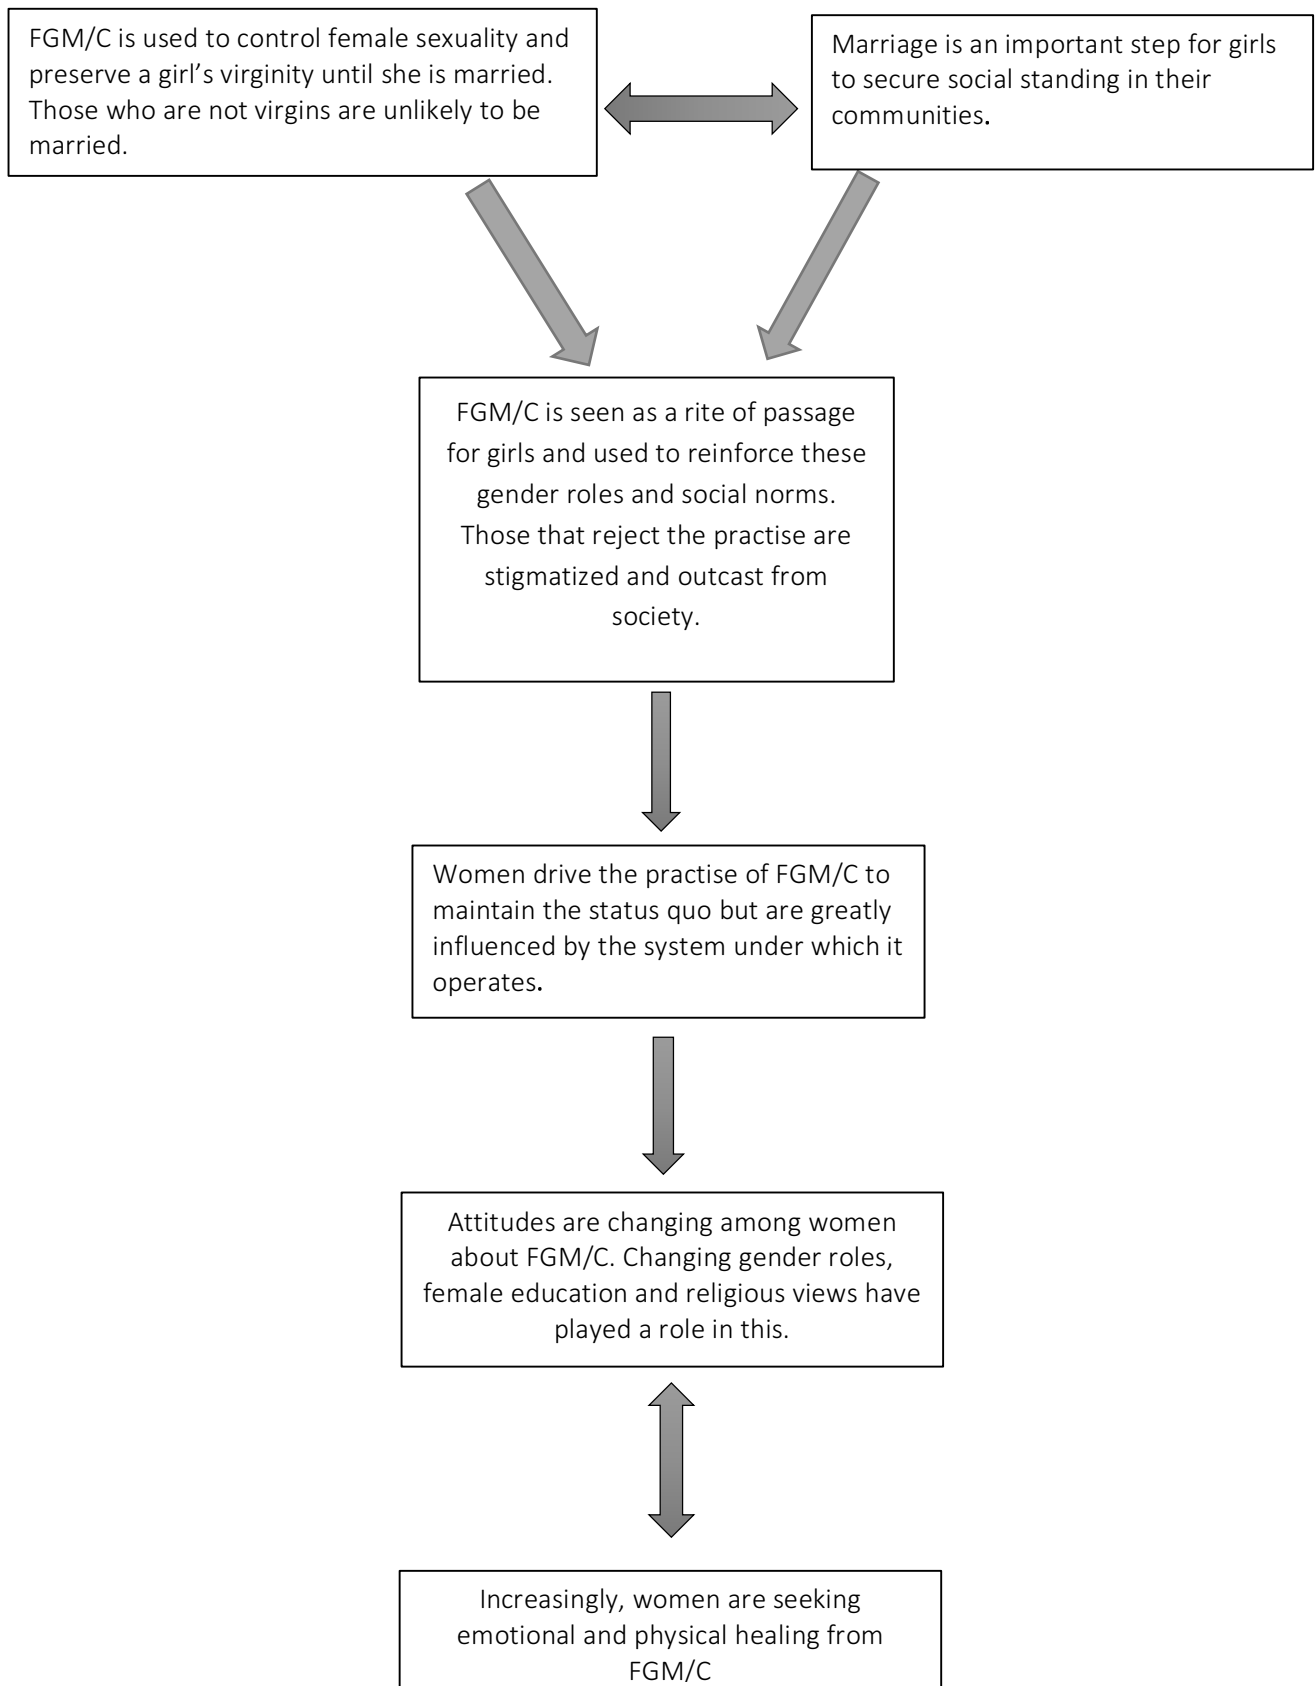 FGM/C is used to control female sexuality and
preserve a girl’s virginity until she is married.
Those who are not virgins are unlikely to be
married.
Marriage is an important step for girls
to secure social standing in their
communities.
FGM/C is seen as a rite of passage
for girls and used to reinforce these
gender roles and social norms.
Those that reject the practise are
stigmatized and outcast from
society.
Women drive the practise of FGM/C to
maintain the status quo but are greatly
influenced by the system under which it
operates.
Attitudes are changing among women
about FGM/C. Changing gender roles,
female education and religious views have
played a role in this.
Increasingly, women are seeking
emotional and physical healing from
FGM/C